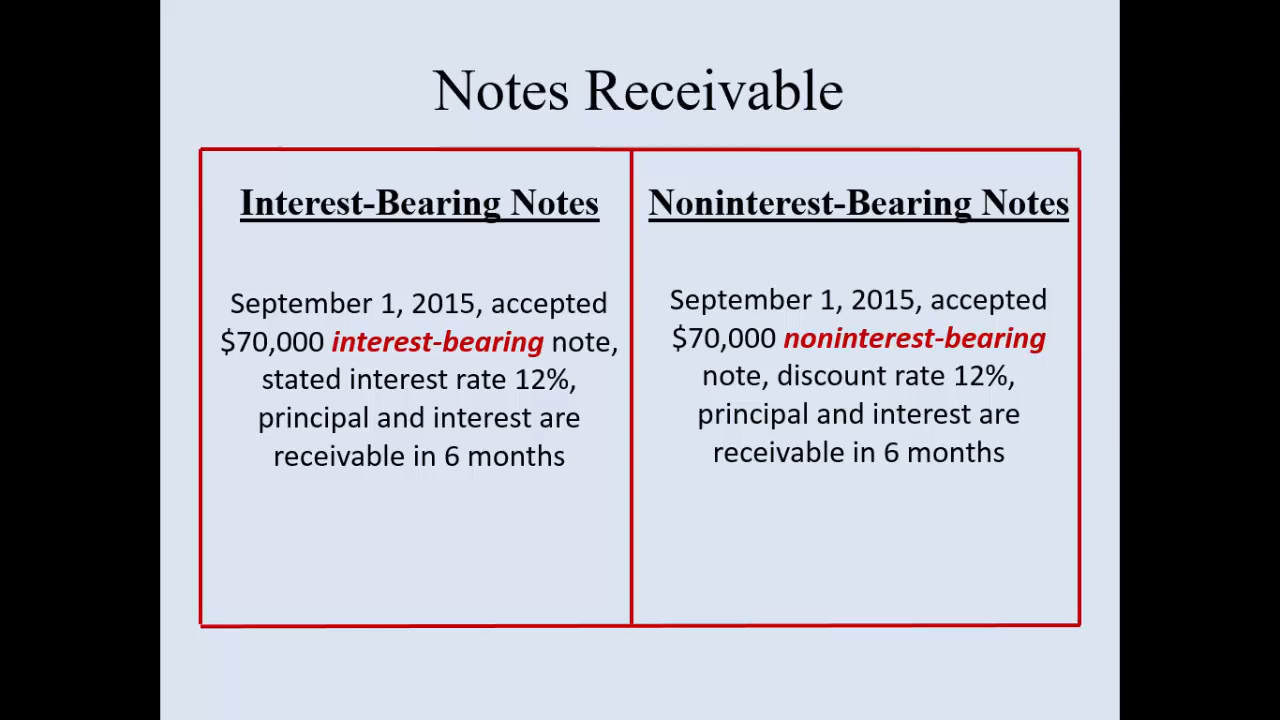 Notes Receivable
Interest-Bearing Notes
September 1, 2015, accepted
$70,000 interest-bearing note,
stated interest rate 12%,
principal and interest are
receivable in 6 months
Noninterest-Bearing Notes
September 1, 2015, accepted
$70,000 noninterest-bearing
note, discount rate 12%,
principal and interest are
receivable in 6 months